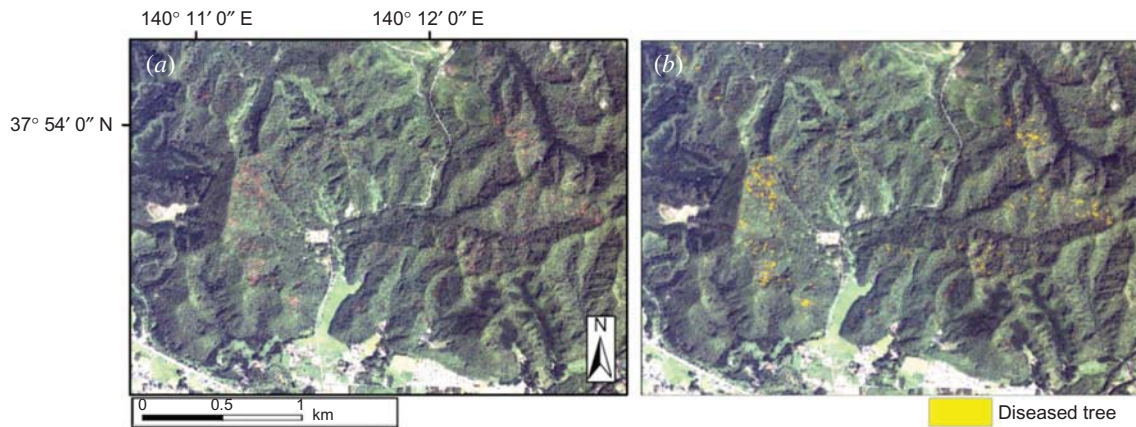 140° 11′ 0″ E 140° 12′ 0″ E
(a) (b)
37° 54′ 0″ N
N
0 0.5 1
km
Diseased tree